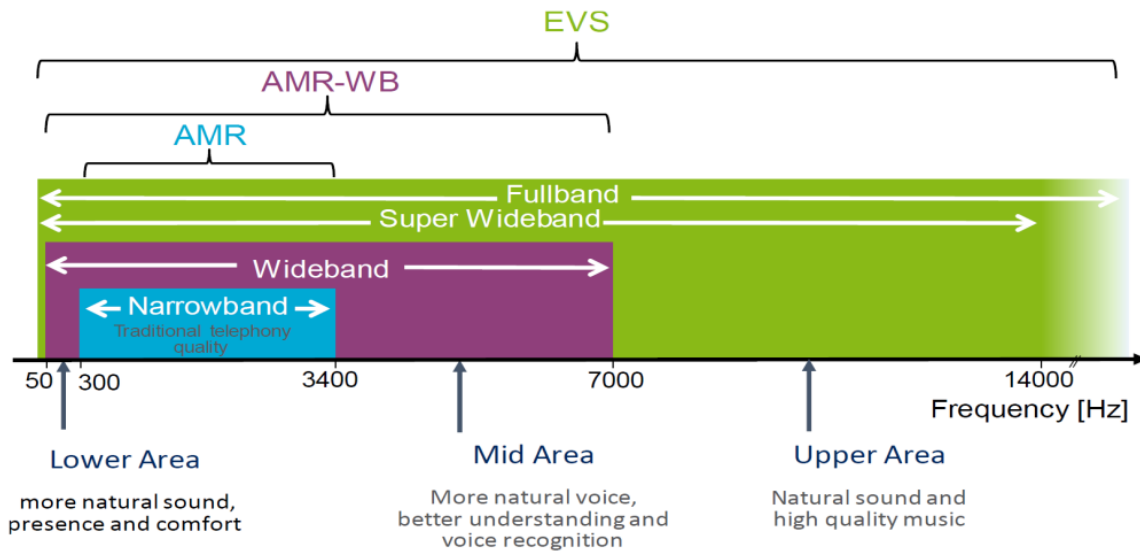 EVS
AMR-WB
AMR
Fullband
Super Wideband
Wideband
Narrowband
Traditional telephony
quality
50
300
3400
7000
14000
Frequency [Hz]
Lower Area
more natural sound,
presence and comfort
Mid Area
More natural voice,
better understanding and
voice recognition
Upper Area
Natural sound and
high quality music